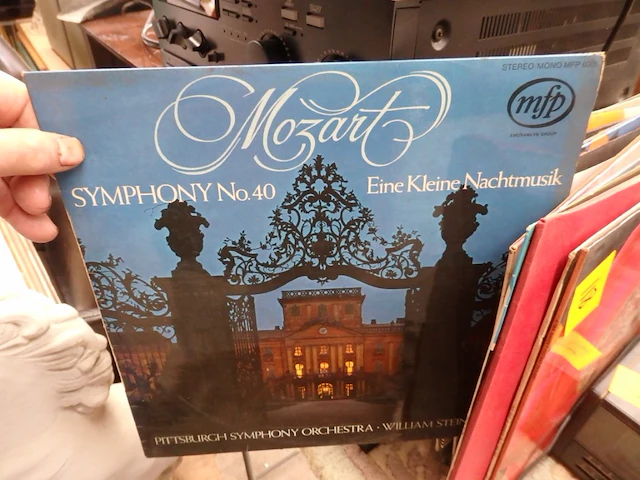 STEREO/MONO MFP
mfp
Mozart
SYMPHONY No. 40
Eine Kleine Nachtmusik
PITTSBURGH SYMPHONY ORCHESTRA · WILLIAM STEIN